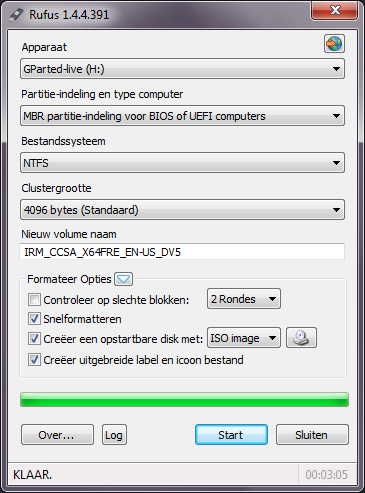 Rufus 1.4.4.391
Apparaat
GParted-live (H:)
Partitie-indeling en type computer
MBR partitie-indeling voor BIOS of UEFI computers
Bestandssysteem
NTFS
Clustergrootte
4096 bytes (Standaard)
Nieuw volume naam
IRM_CCSA_X64FRE_EN-US_DV5
Formateer Opties
Controleer op slechte blokken: 2 Rondes
Snelformatteren
Creëer een opstartbare disk met: ISO image
Creëer uitgebreide label en icoon bestand
Over... Log Start Sluiten
KLAAR. 00:03:05